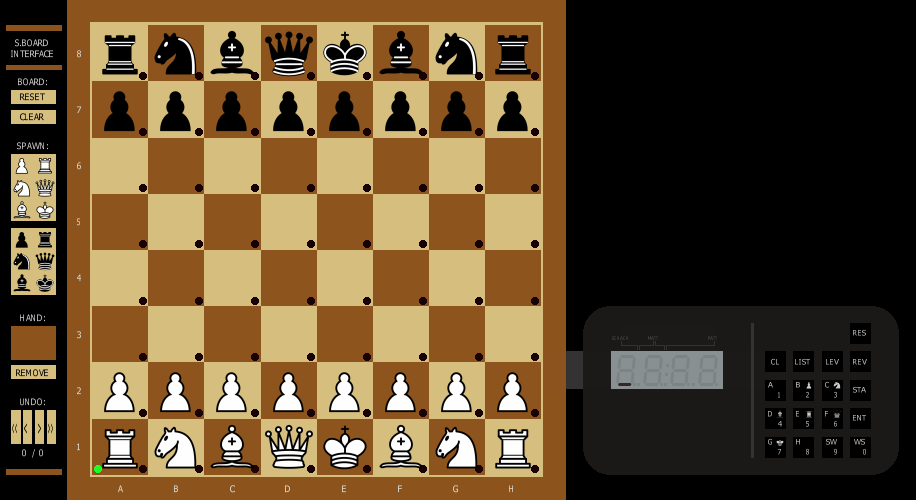 S.BOARD
INTERFACE
BOARD:
RESET
CLEAR
SPAWN:
HAND:
REMOVE
UNDO:
0 / 0
8
7
6
5
4
3
2
1
A B C D E F G H
RES
CL LIST LEV REV
A 1 B 2 C 3 STA
D 4 E 5 F 6 ENT
G 7 H 8 SW 9 WS 0